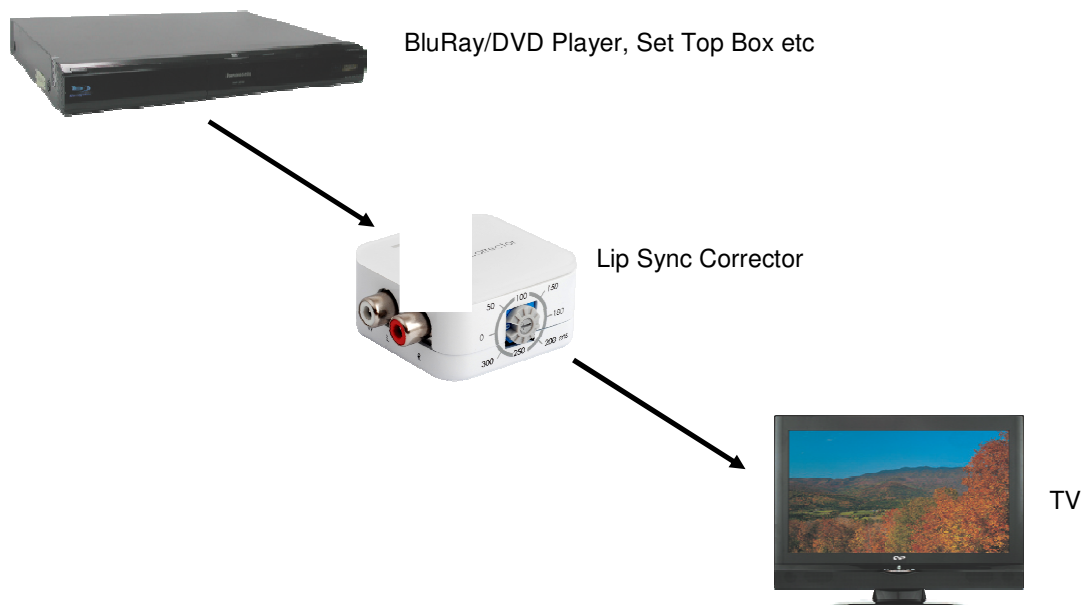 BluRay/DVD Player, Set Top Box etc
Panasonic
Lip Sync Corrector
50
100
150
0
180
300
250
200 ms
L
R
TV